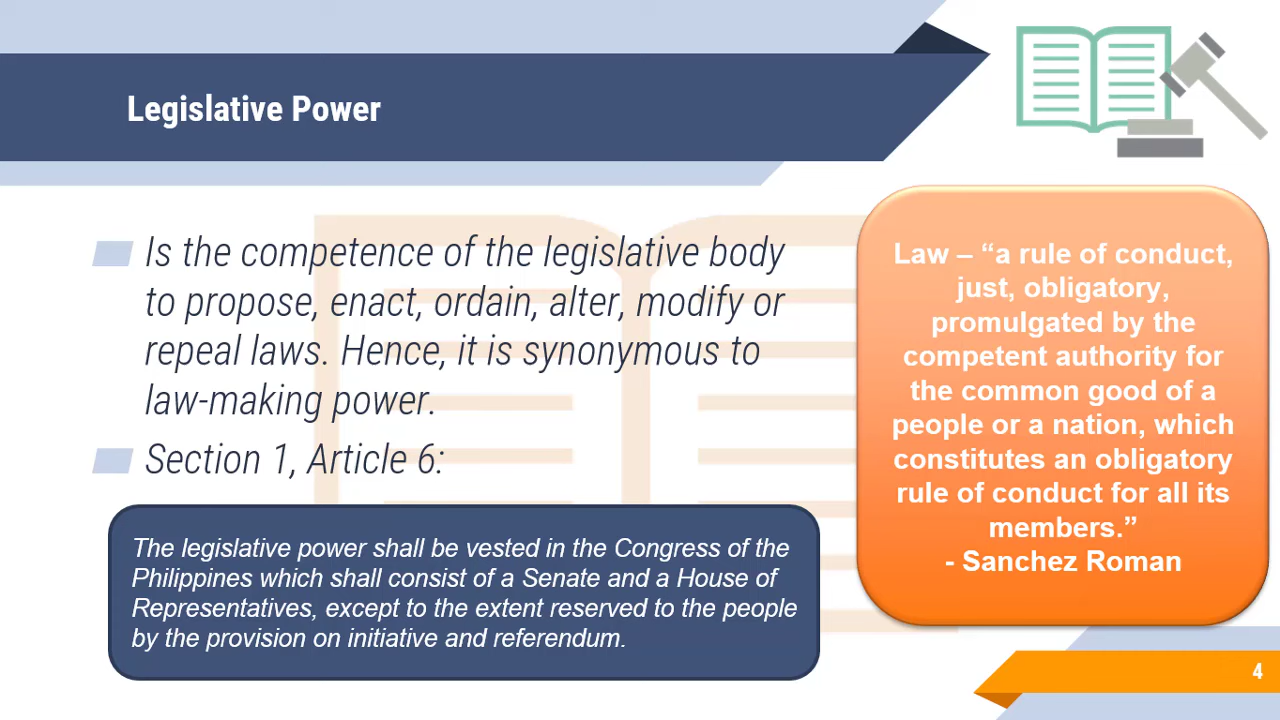 Legislative Power
Is the competence of the legislative body
to propose, enact, ordain, alter, modify or
repeal laws. Hence, it is synonymous to
law-making power.
Section 1, Article 6:
The legislative power shall be vested in the Congress of the
Philippines which shall consist of a Senate and a House of
Representatives, except to the extent reserved to the people
by the provision on initiative and referendum.
Law – “a rule of conduct,
just, obligatory,
promulgated by the
competent authority for
the common good of a
people or a nation, which
constitutes an obligatory
rule of conduct for all its
members.”
- Sanchez Roman
4